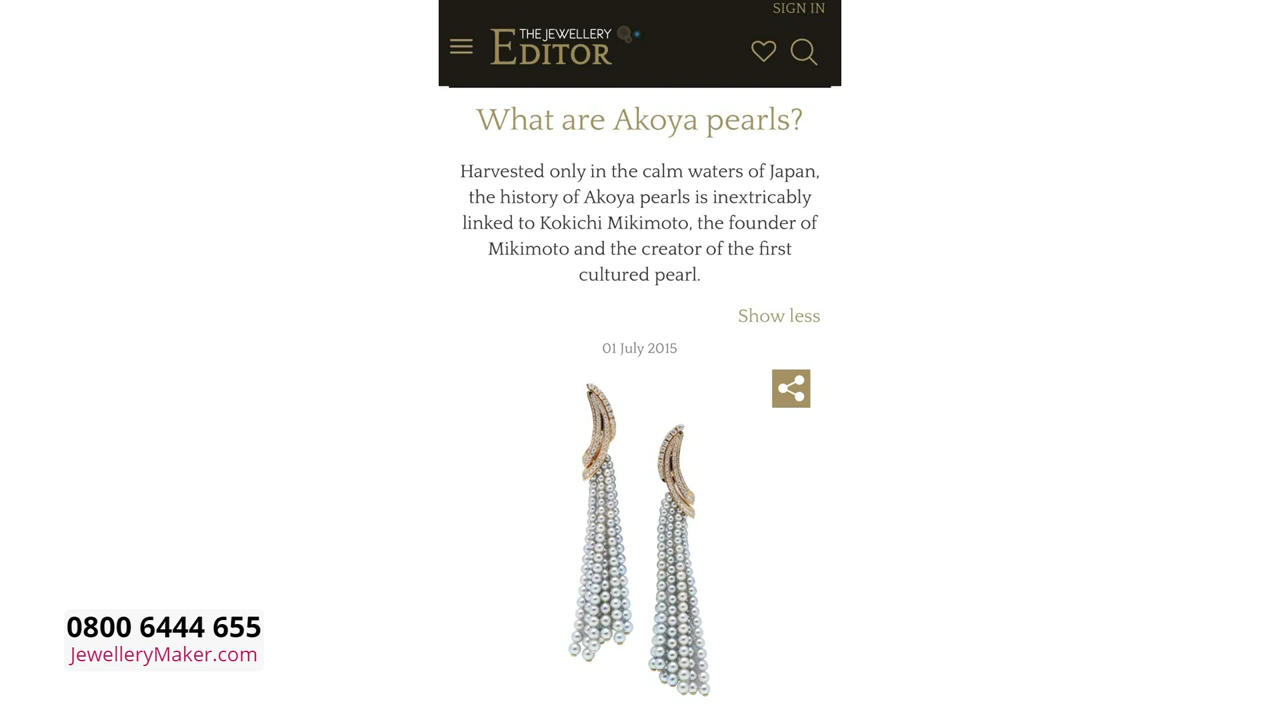 SIGN IN
THE JEWELLERY
EDITOR
What are Akoya pearls?
Harvested only in the calm waters of Japan,
the history of Akoya pearls is inextricably
linked to Kokichi Mikimoto, the founder of
Mikimoto and the creator of the first
cultured pearl.
Show less
01 July 2015
0800 6444 655
JewelleryMaker.com